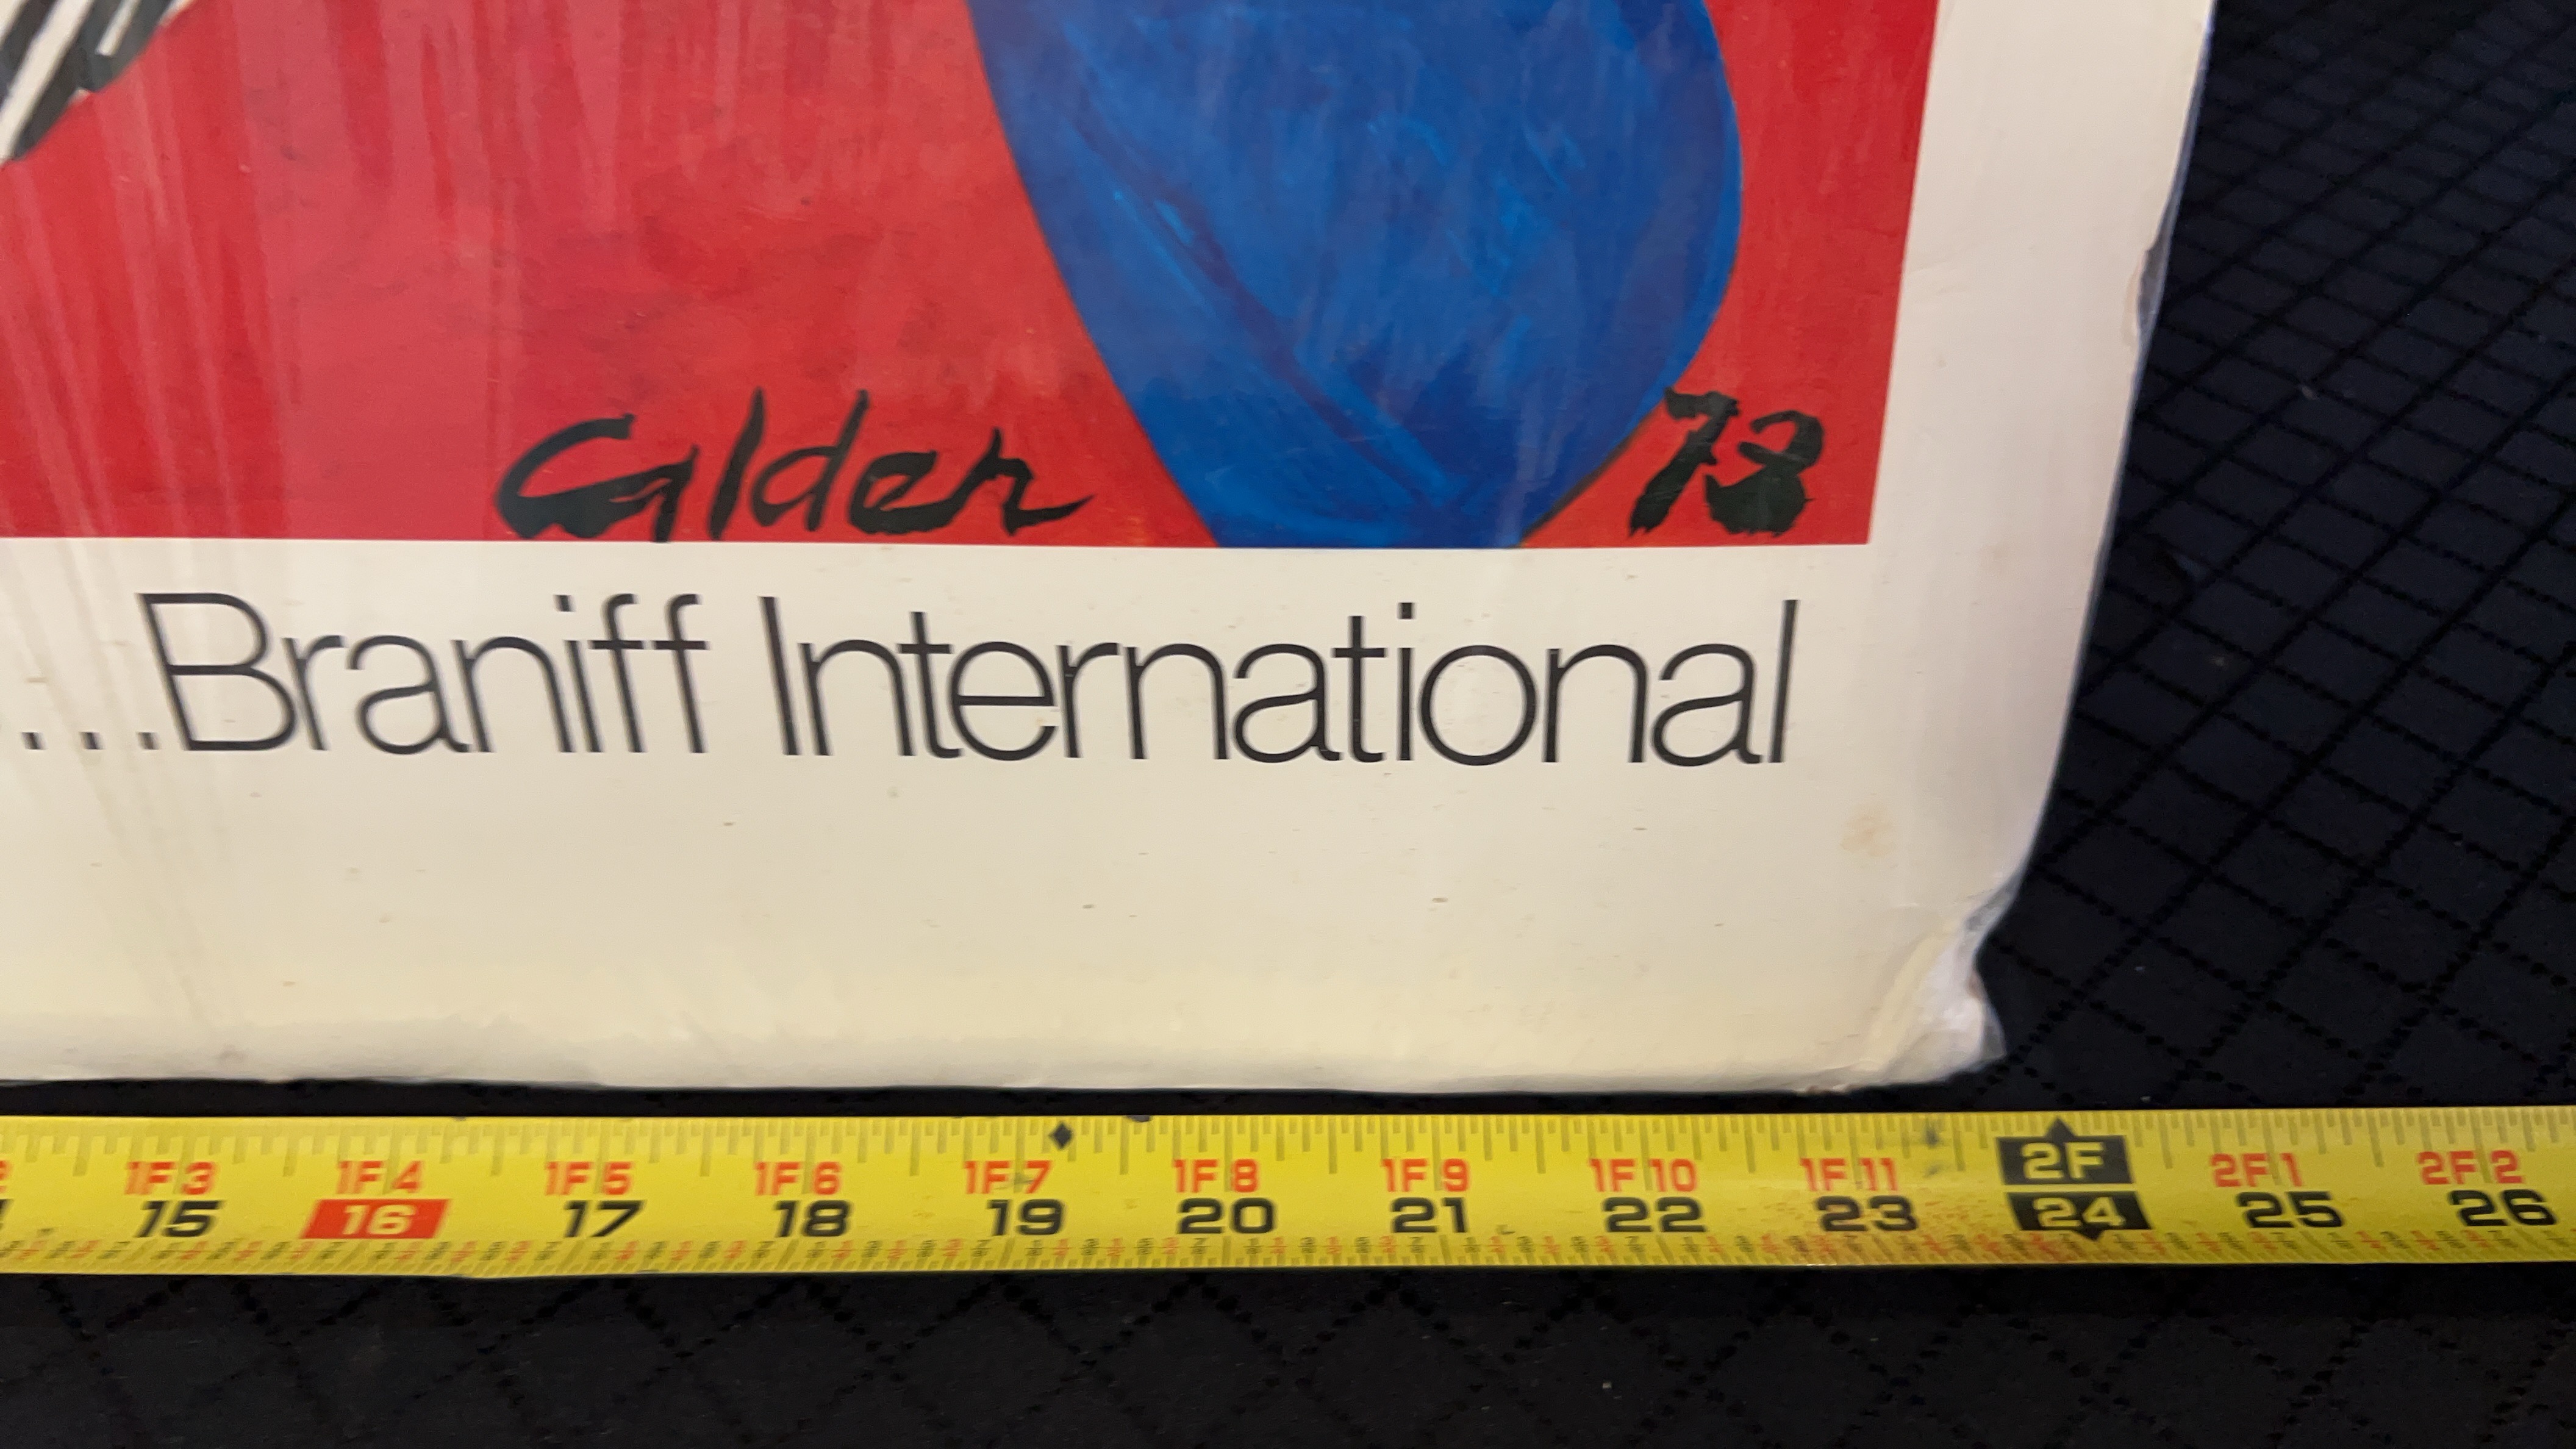 Calder 73
...Braniff International
1F3 1F4 1F5 1F6 1F7 1F8 1F9 1F10 1F11 2F 2F1 2F2
15 16 17 18 19 20 21 22 23 24 25 26